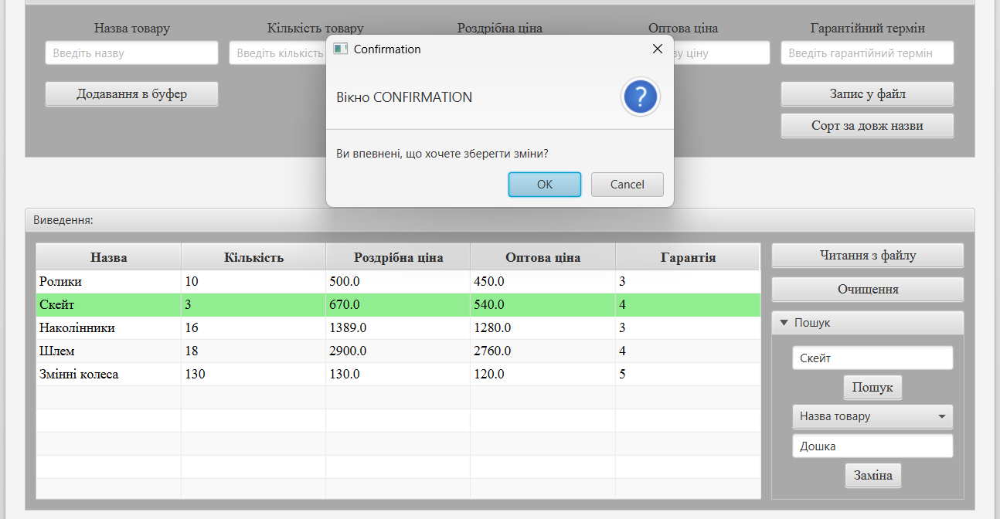 Назва товару Кількість товару Роздрібна ціна Оптова ціна Гарантійний термін
Введіть назву Введіть кількість ціну Введіть гарантійний термін
Confirmation
Вікно CONFIRMATION
Ви впевнені, що хочете зберегти зміни?
OK Cancel
Додавання в буфер Запис у файл
Сорт за довж назви
Виведення:
Назва Кількість Роздрібна ціна Оптова ціна Гарантія
Ролики 10 500.0 450.0 3
Скейт 3 670.0 540.0 4
Наколінники 16 1389.0 1280.0 3
Шлем 18 2900.0 2760.0 4
Змінні колеса 130 130.0 120.0 5
Читання з файлу
Очищення
Пошук
Скейт
Пошук
Назва товару
Дошка
Заміна